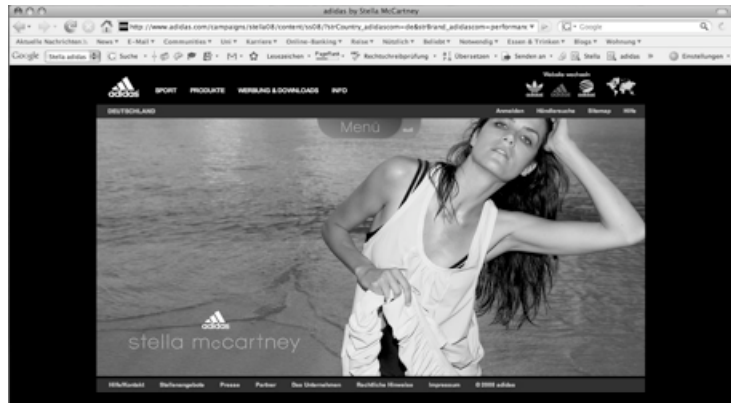 adidas by Stella McCartney
http://www.adidas.com/campaigns/stella08/content/ss08/?strCountry_adidascom=de&strBrand_adidascom=performanc
Google
Aktuelle Nachrichten News E-Mail Communities Uni Karriere Online-Banking Reise Nützlich Beliebt Notwendig Essen & Trinken Blogs Wohnung
Google Stella adidas Suche Lesezeichen PageRank Rechtschreibprüfung Übersetzen Senden an Stella adidas Einstellungen
Website wechseln
adidas SPORT PRODUKTE WERBUNG & DOWNLOADS INFO
DEUTSCHLAND Anmelden Händlersuche Sitemap Hilfe
Menü
adidas
stella mccartney
Hilfe/Kontakt Stellenangebote Presse Partner Das Unternehmen Rechtliche Hinweise Impressum © 2008 adidas